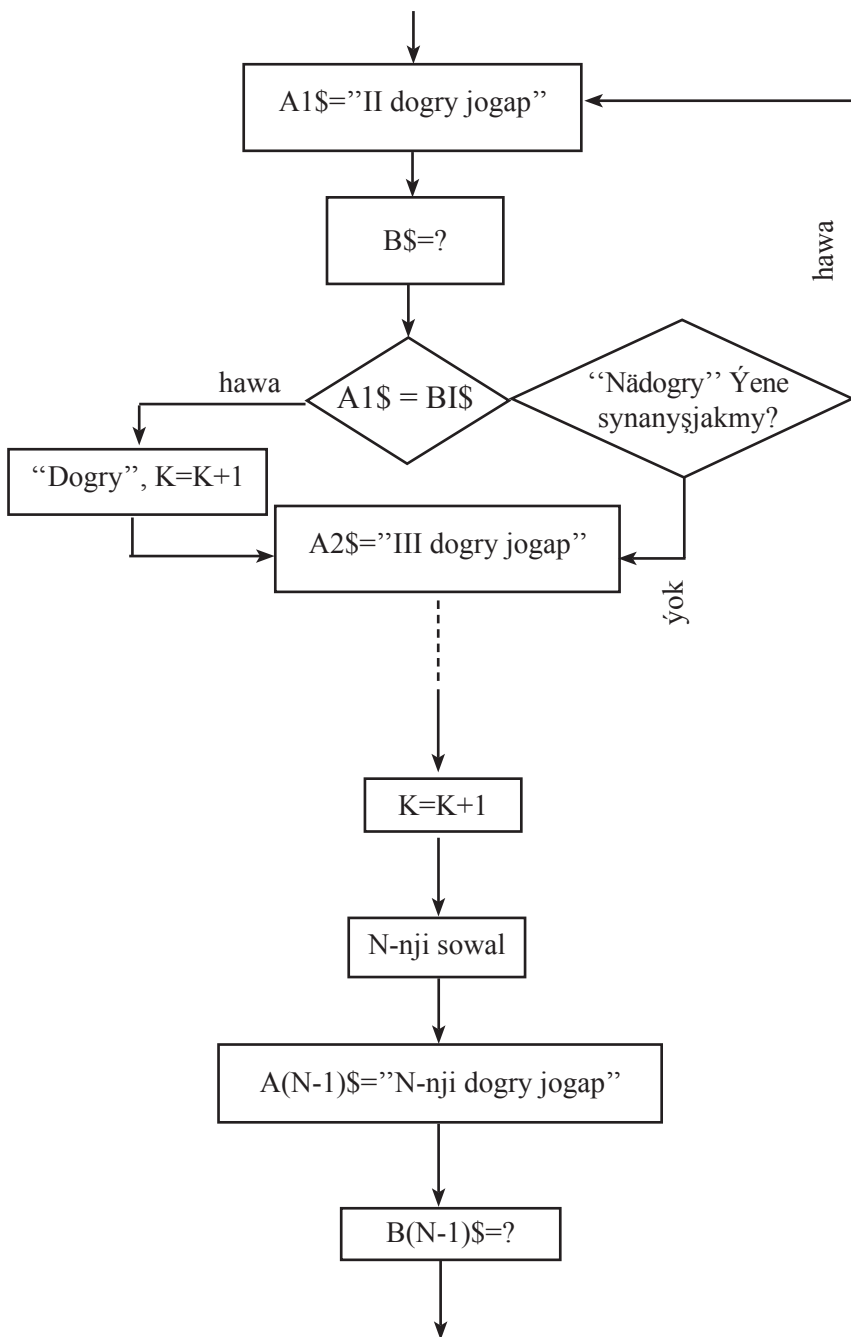 A1$=”II dogry jogap”
B$=?
hawa
hawa
A1$ = BI$
“Nädogry” Ýene
synanyşjakmy?
“Dogry”, K=K+1
A2$=”III dogry jogap”
ýok
K=K+1
N-nji sowal
A(N-1)$=”N-nji dogry jogap”
B(N-1)$=?